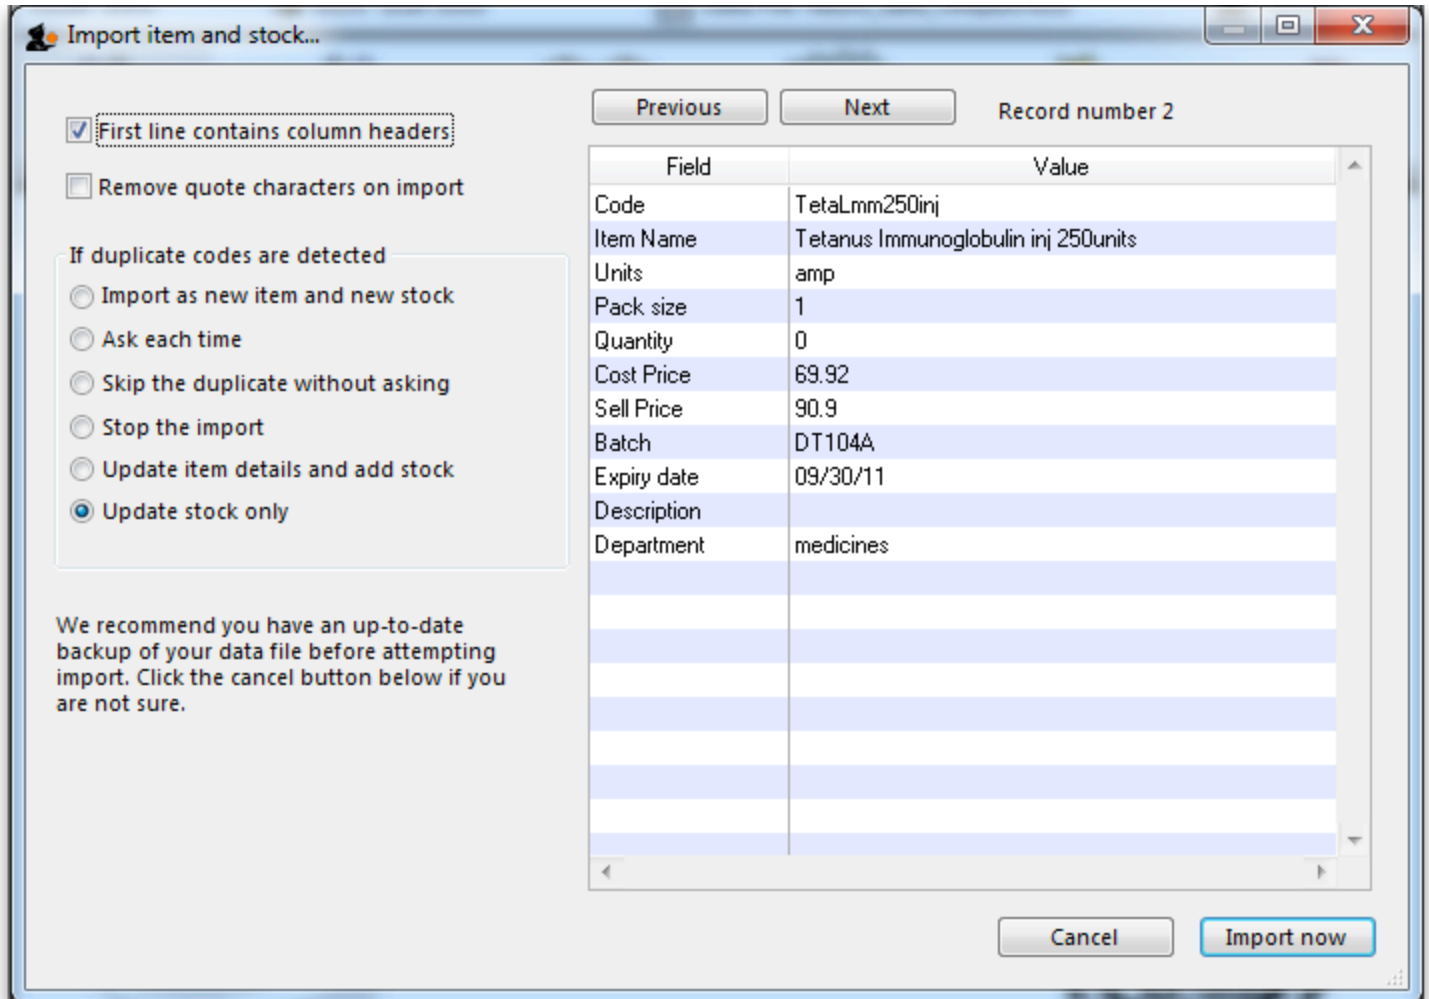 Import item and stock...
First line contains column headers
Remove quote characters on import
If duplicate codes are detected
Import as new item and new stock
Ask each time
Skip the duplicate without asking
Stop the import
Update item details and add stock
Update stock only
We recommend you have an up-to-date
backup of your data file before attempting
import. Click the cancel button below if you
are not sure.
Previous Next Record number 2
Field Value
Code TetaLmm250inj
Item Name Tetanus Immunoglobulin inj 250units
Units amp
Pack size 1
Quantity 0
Cost Price 69.92
Sell Price 90.9
Batch DT104A
Expiry date 09/30/11
Description
Department medicines
Cancel Import now